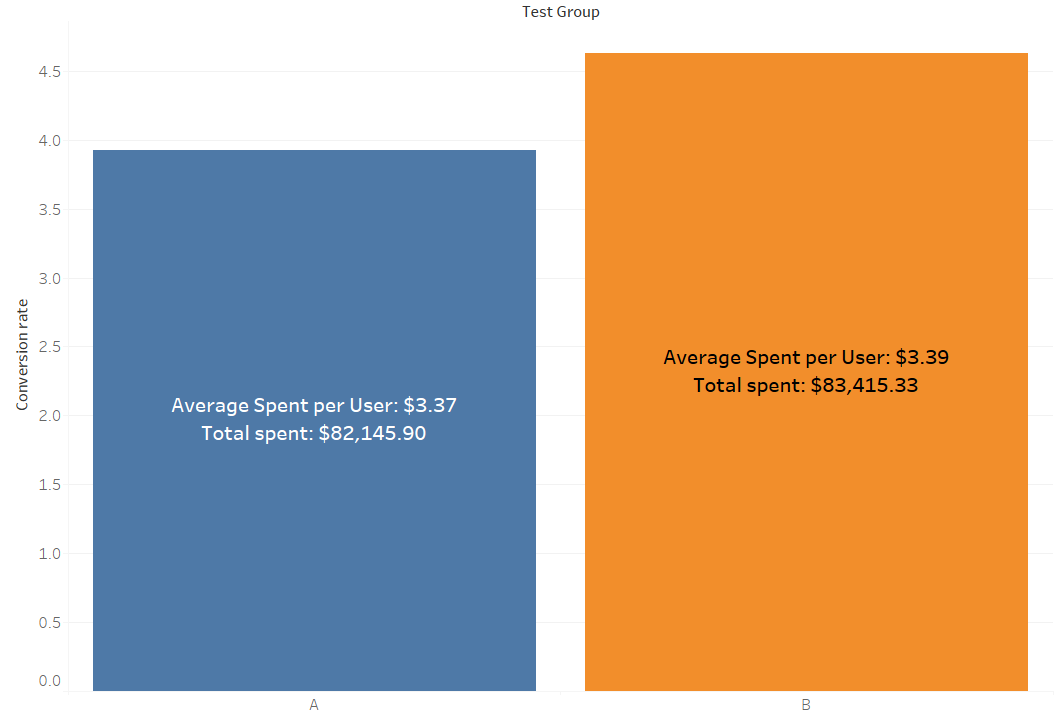 Test Group
Conversion rate
4.5
4.0
3.5
3.0
2.5
2.0
1.5
1.0
0.5
0.0
Average Spent per User: $3.37
Total spent: $82,145.90
Average Spent per User: $3.39
Total spent: $83,415.33
A
B